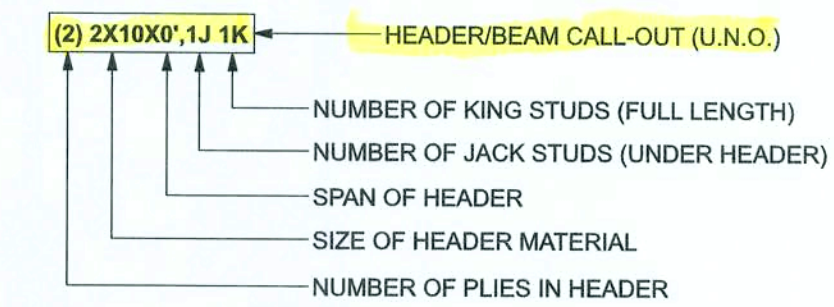 (2) 2X10X0',1J 1K
HEADER/BEAM CALL-OUT (U.N.O.)
NUMBER OF KING STUDS (FULL LENGTH)
NUMBER OF JACK STUDS (UNDER HEADER)
SPAN OF HEADER
SIZE OF HEADER MATERIAL
NUMBER OF PLIES IN HEADER